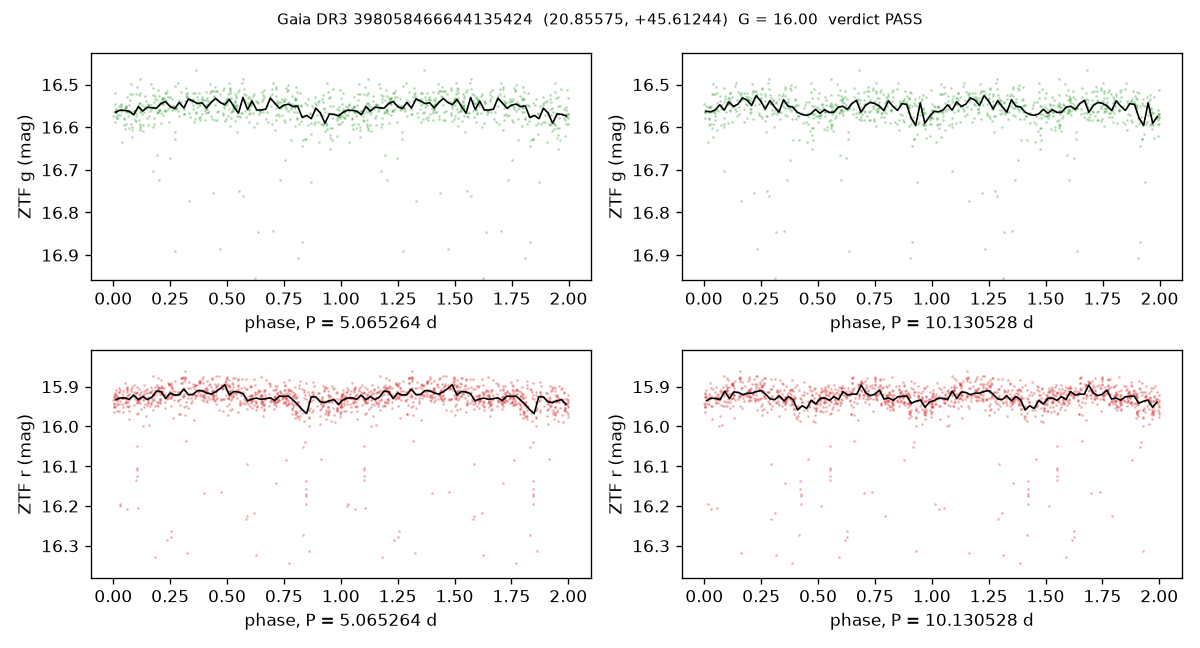 Gaia DR3 398058466644135424 (20.85575, +45.61244) G = 16.00 verdict PASS
ZTF g (mag)
16.5
16.6
16.7
16.8
16.9
0.00 0.25 0.50 0.75 1.00 1.25 1.50 1.75 2.00
phase, P = 5.065264 d
ZTF g (mag)
16.5
16.6
16.7
16.8
16.9
0.00 0.25 0.50 0.75 1.00 1.25 1.50 1.75 2.00
phase, P = 10.130528 d
ZTF r (mag)
15.9
16.0
16.1
16.2
16.3
0.00 0.25 0.50 0.75 1.00 1.25 1.50 1.75 2.00
phase, P = 5.065264 d
ZTF r (mag)
15.9
16.0
16.1
16.2
16.3
0.00 0.25 0.50 0.75 1.00 1.25 1.50 1.75 2.00
phase, P = 10.130528 d